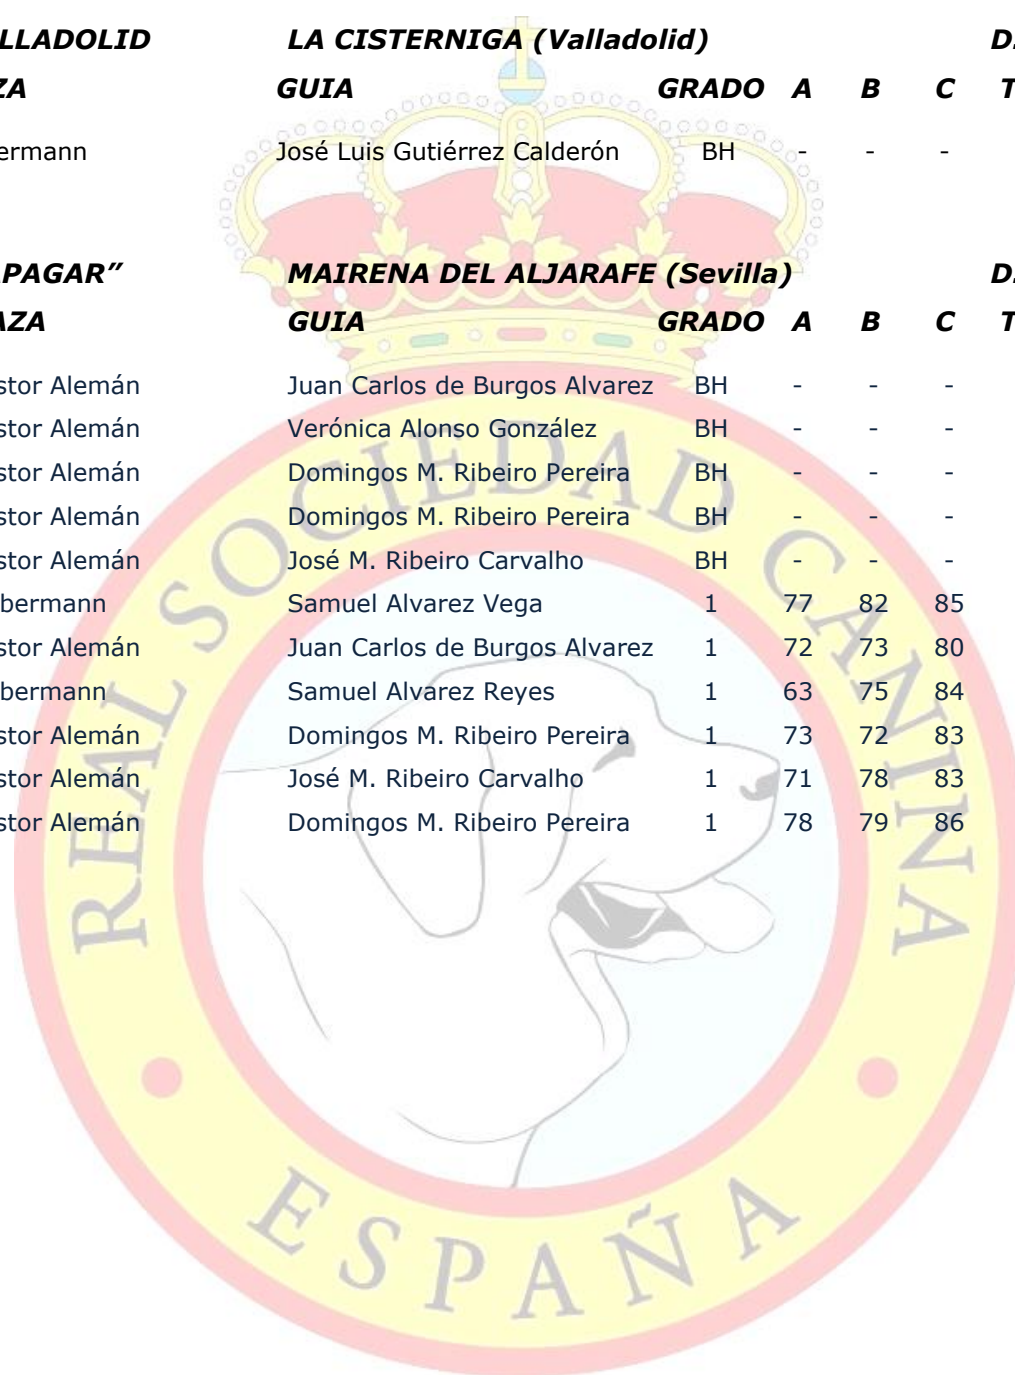 LLADOLID LA CISTERNIGA (Valladolid) D
ZA GUIA GRADO A B C T
ermann José Luis Gutiérrez Calderón BH - - -
PAGAR” MAIRENA DEL ALJARAFE (Sevilla) D
AZA GUIA GRADO A B C T
stor Alemán Juan Carlos de Burgos Alvarez BH - - -
stor Alemán Verónica Alonso González BH - - -
stor Alemán Domingos M. Ribeiro Pereira BH - - -
stor Alemán Domingos M. Ribeiro Pereira BH - - -
stor Alemán José M. Ribeiro Carvalho BH - - -
bermann Samuel Alvarez Vega 1 77 82 85
stor Alemán Juan Carlos de Burgos Alvarez 1 72 73 80
bermann Samuel Alvarez Reyes 1 63 75 84
stor Alemán Domingos M. Ribeiro Pereira 1 73 72 83
stor Alemán José M. Ribeiro Carvalho 1 71 78 83
stor Alemán Domingos M. Ribeiro Pereira 1 78 79 86
REAL SOCIEDAD CANINA
ESPAÑA